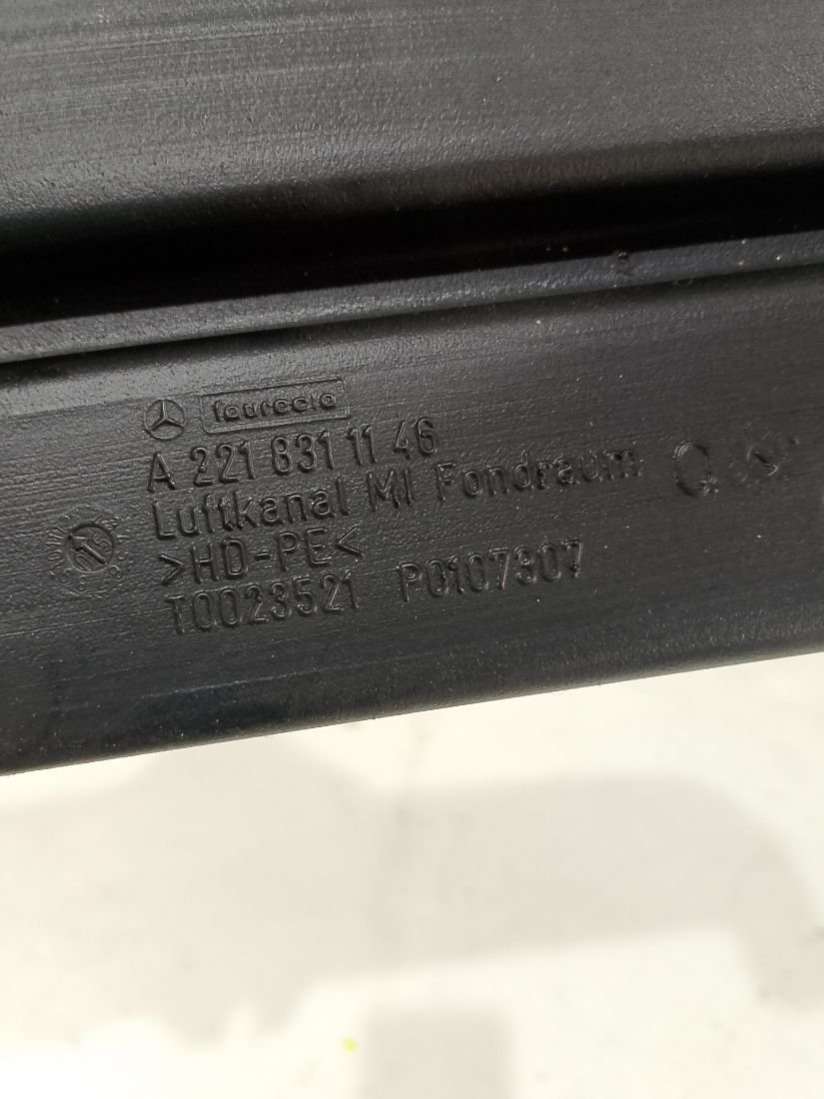 faurecia
A 221 831 11 46
Luftkanal MI Fondraum
>HD-PE<
T0023521 P0107307